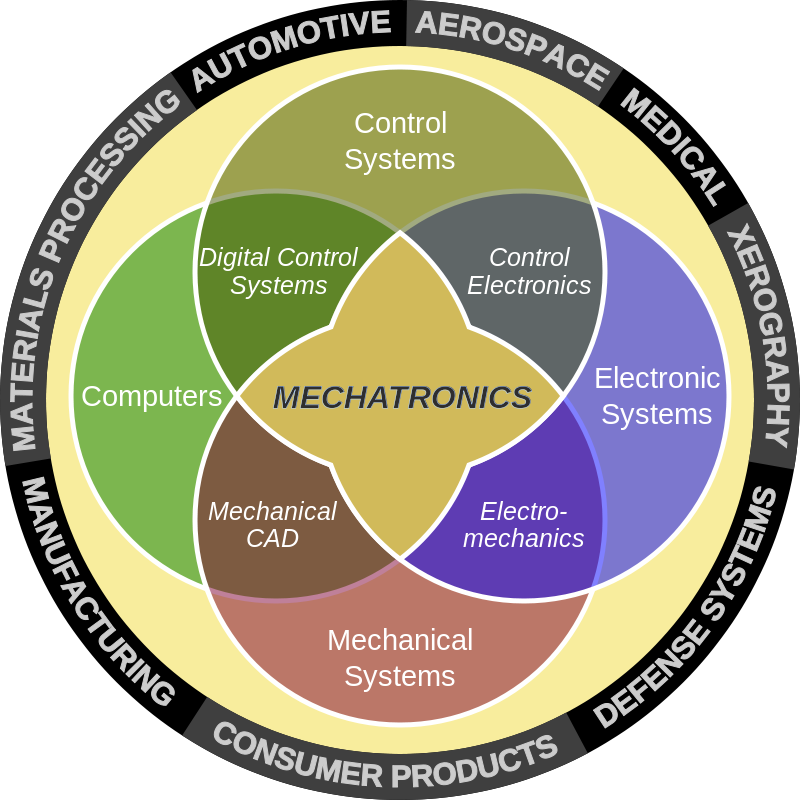 AUTOMOTIVE
AEROSPACE
MEDICAL
XEROGRAPHY
DEFENSE SYSTEMS
CONSUMER PRODUCTS
MANUFACTURING
MATERIALS PROCESSING
Control
Systems
Digital Control
Systems
Control
Electronics
Computers
MECHATRONICS
Electronic
Systems
Mechanical
CAD
Electro-
mechanics
Mechanical
Systems